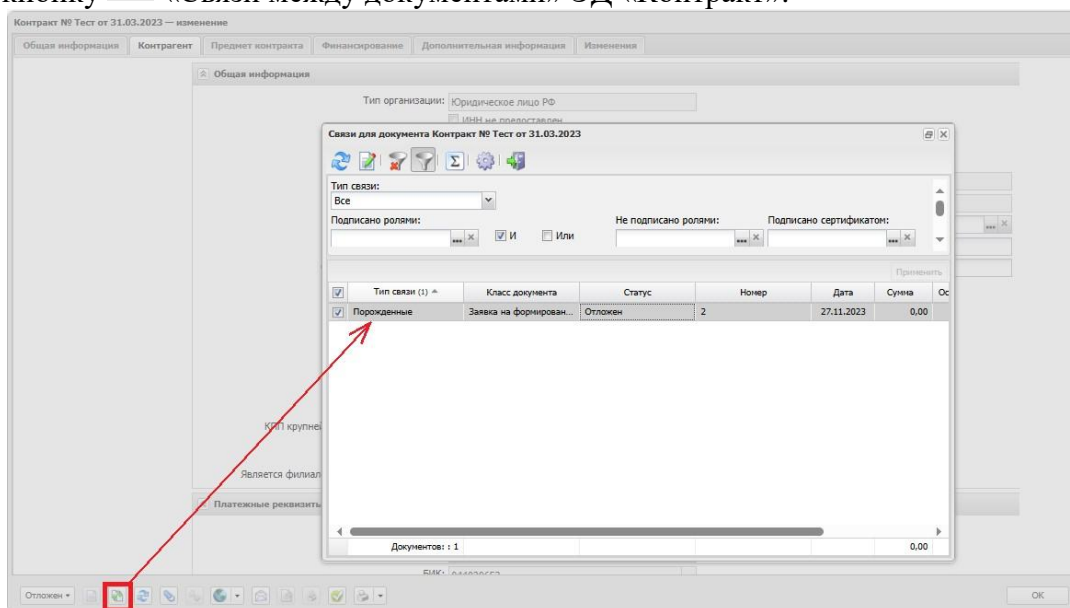 кнопку «Связи между документами» ЭД «Контракт».
Контракт № Тест от 31.03.2023 — изменение
Общая информация Контрагент Предмет контракта Финансирование Дополнительная информация Изменения
Общая информация
Тип организации: Юридическое лицо РФ
ИНН не предоставлен
Связи для документа Контракт № Тест от 31.03.2023
Тип связи:
Все
Подписано ролями: Не подписано ролями: Подписано сертификатом:
И Или
Применить
Тип связи (1) Класс документа Статус Номер Дата Сумма Ос
Порожденные Заявка на формирован... Отложен 2 27.11.2023 0,00
КПП крупне
Является филиал
Платежные реквизиты
Документов: : 1 0,00
БИК:
Отложен OK